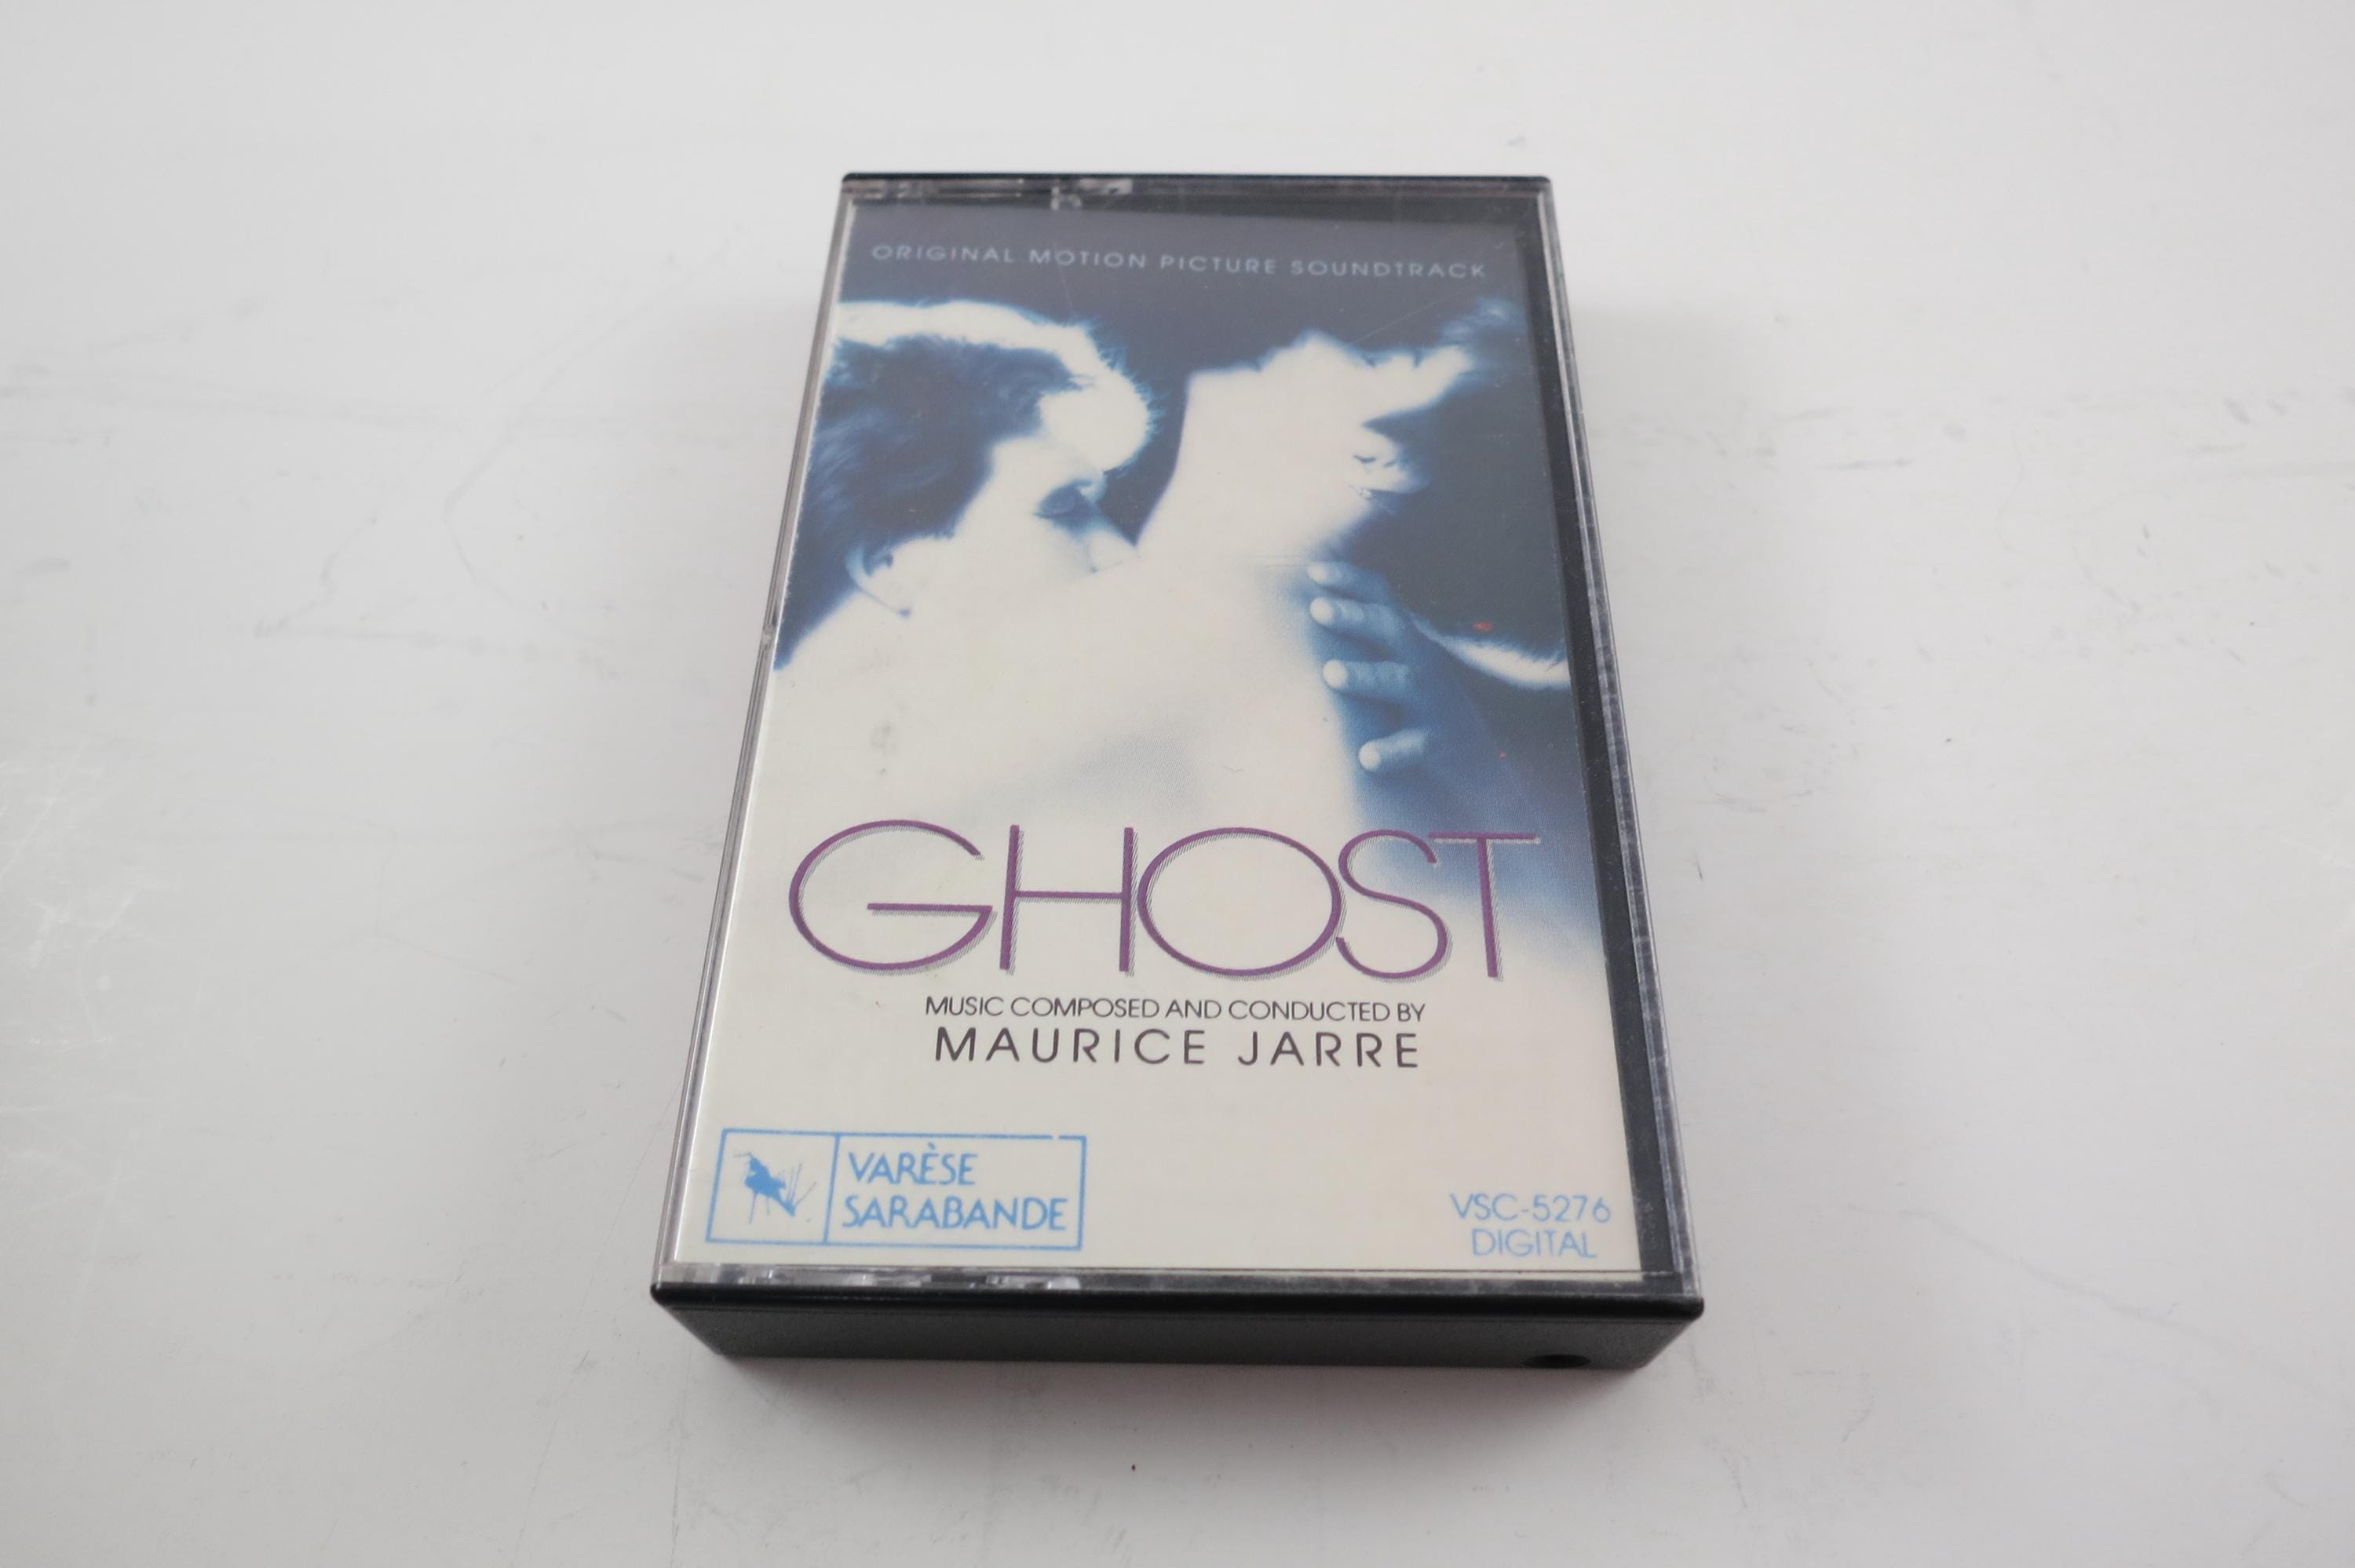 ORIGINAL MOTION PICTURE SOUNDTRACK
GHOST
MUSIC COMPOSED AND CONDUCTED BY
MAURICE JARRE
VARÈSE
SARABANDE
VSC-5276
DIGITAL